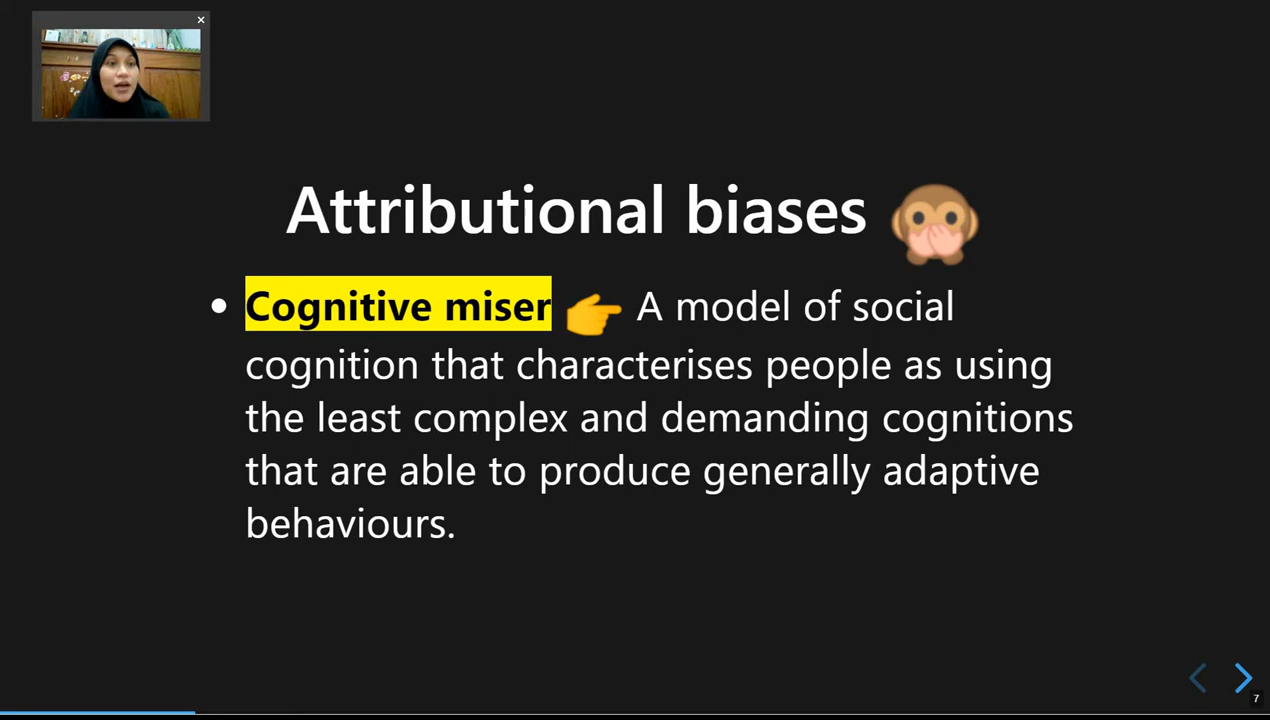 Attributional biases
• Cognitive miser 👉 A model of social
cognition that characterises people as using
the least complex and demanding cognitions
that are able to produce generally adaptive
behaviours.
7